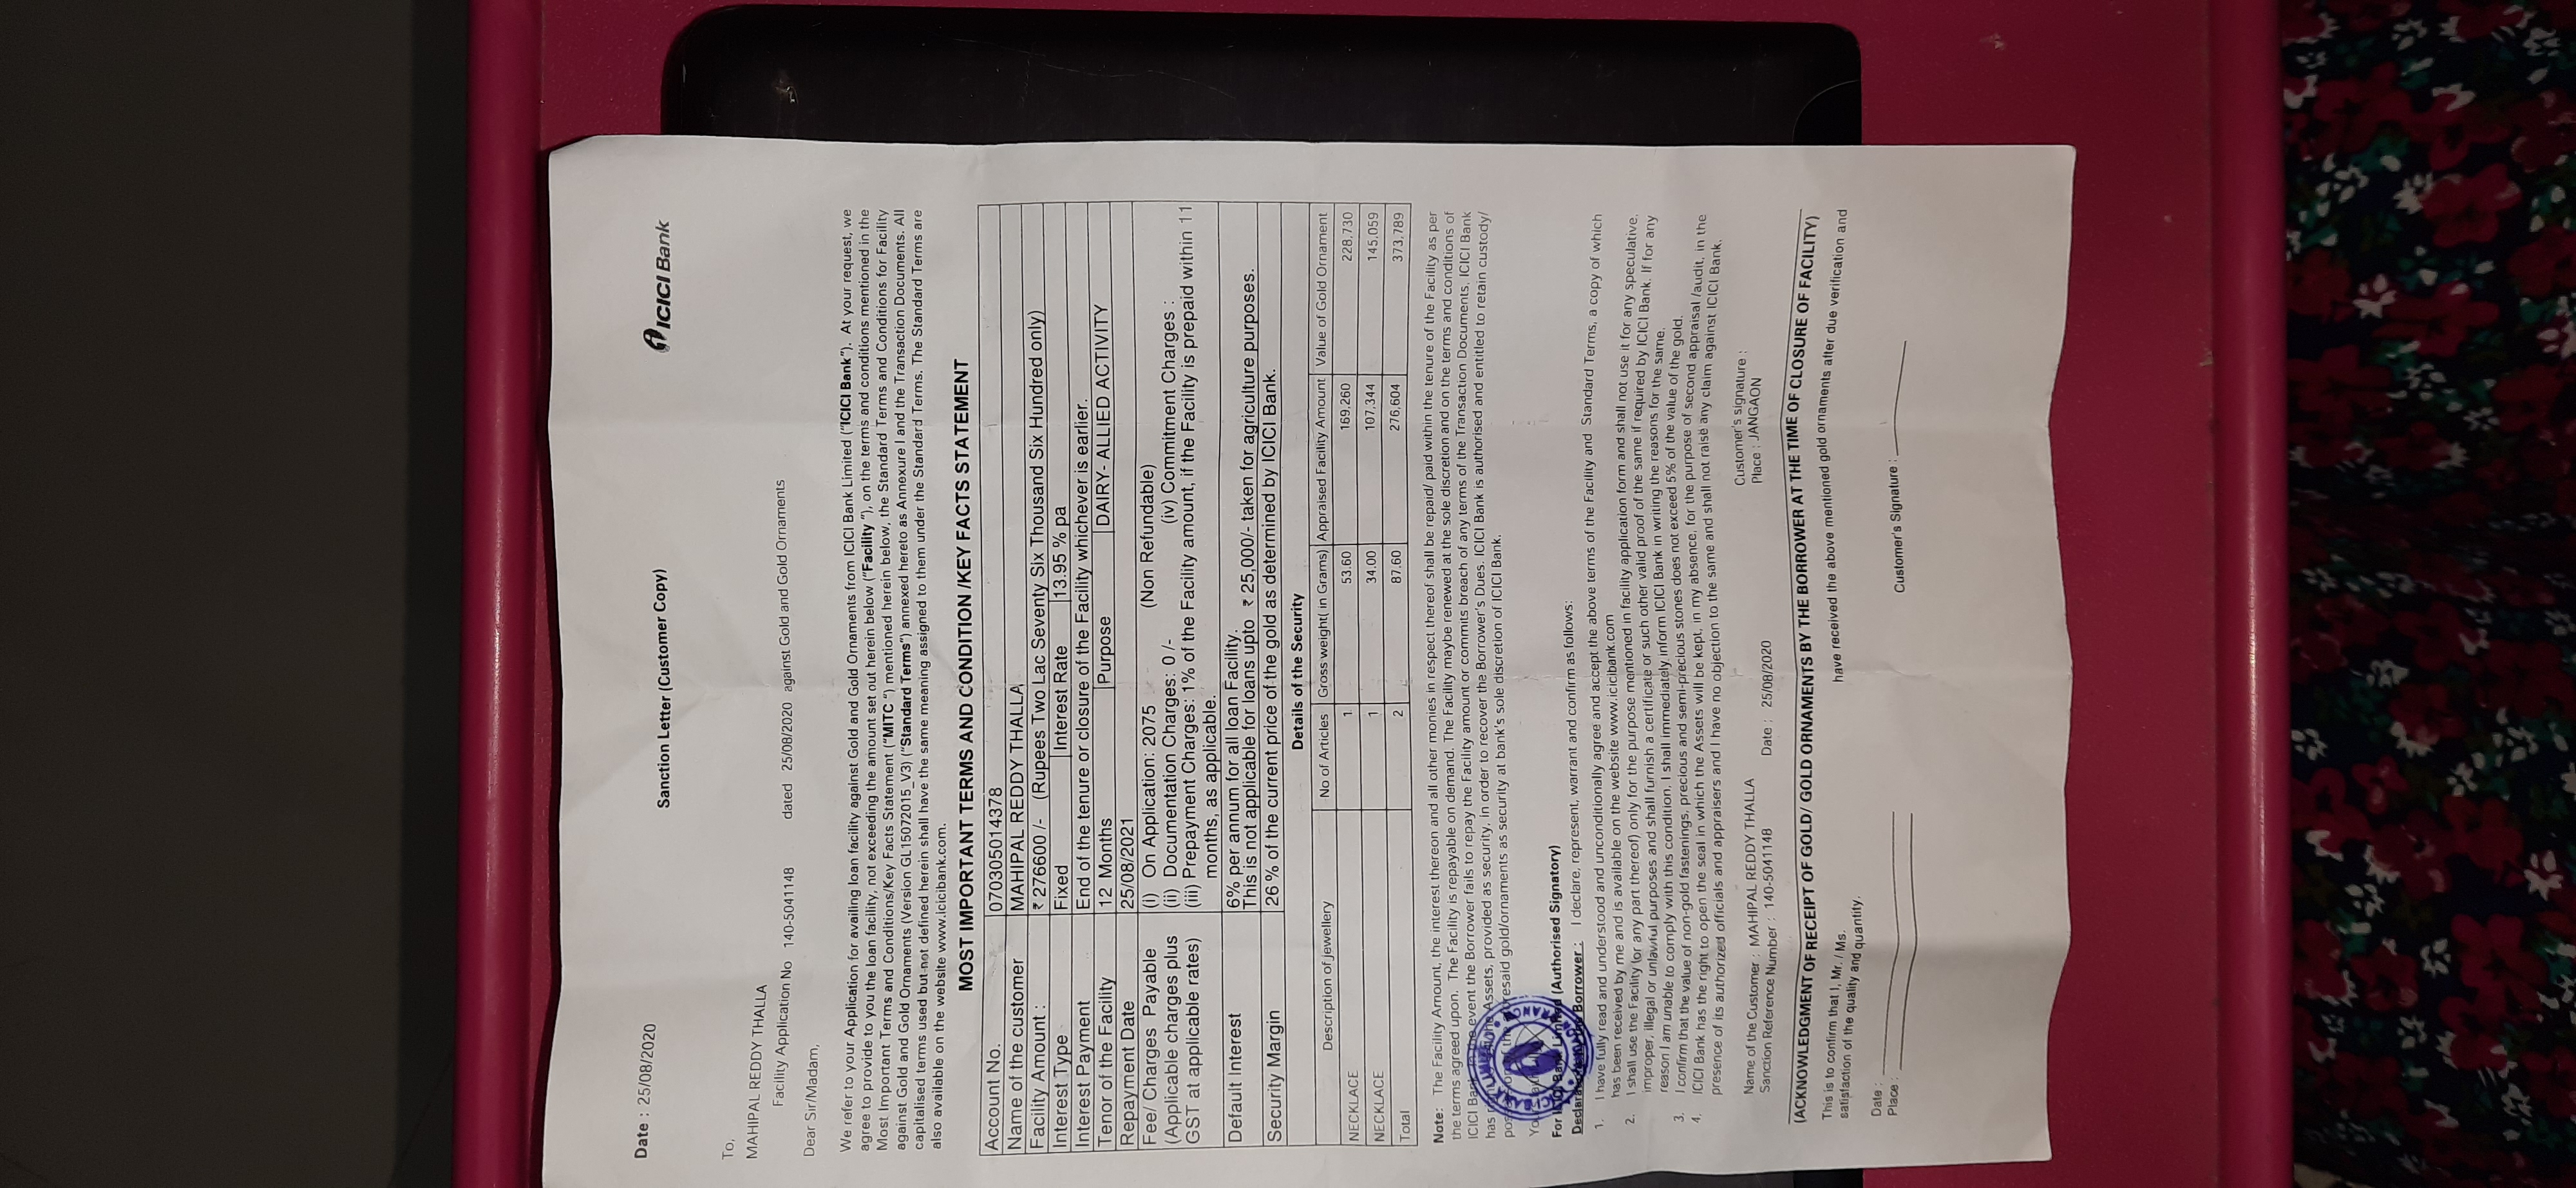 Date : 25/08/2020
Sanction Letter (Customer Copy)
ICICI Bank
To,
MAHIPAL REDDY THALLA
Facility Application No 140-5041148 dated 25/08/2020 against Gold and Gold Ornaments
Dear Sir/Madam,
We refer to your Application for availing loan facility against Gold and Gold Ornaments from ICICI Bank Limited ("ICICI Bank"). At your request, we
agree to provide to you the loan facility, not exceeding the amount set out herein below ("Facility "), on the terms and conditions mentioned in the
Most Important Terms and Conditions/Key Facts Statement ("MITC ") mentioned herein below, the Standard Terms and Conditions for Facility
against Gold and Gold Ornaments (Version GL15072015_V3) ("Standard Terms") annexed hereto as Annexure I and the Transaction Documents. All
capitalised terms used but not defined herein shall have the same meaning assigned to them under the Standard Terms. The Standard Terms are
also available on the website www.icicibank.com.
MOST IMPORTANT TERMS AND CONDITION /KEY FACTS STATEMENT
Account No. 070305014378
Name of the customer MAHIPAL REDDY THALLA
Facility Amount : ₹ 276600 /- (Rupees Two Lac Seventy Six Thousand Six Hundred only)
Interest Type Fixed Interest Rate 13.95 % pa
Interest Payment End of the tenure or closure of the Facility whichever is earlier.
Tenor of the Facility 12 Months Purpose DAIRY- ALLIED ACTIVITY
Repayment Date 25/08/2021
Fee/ Charges Payable (i) On Application: 2075 (Non Refundable)
(Applicable charges plus (ii) Documentation Charges: 0 /- (iv) Commitment Charges :
GST at applicable rates) (iii) Prepayment Charges: 1% of the Facility amount, if the Facility is prepaid within 11
months, as applicable.
Default Interest 6% per annum for all loan Facility.
This is not applicable for loans upto ₹ 25,000/- taken for agriculture purposes.
Security Margin 26 % of the current price of the gold as determined by ICICI Bank.
Details of the Security
Description of jewellery No of Articles Gross weight( in Grams) Appraised Facility Amount Value of Gold Ornament
NECKLACE 1 53.60 169,260 228,730
NECKLACE 1 34.00 107,344 145,059
Total 2 87.60 276,604 373,789
Note: The Facility Amount, the interest thereon and all other monies in respect thereof shall be repaid/ paid within the tenure of the Facility as per
the terms agreed upon. The Facility is repayable on demand. The Facility maybe renewed at the sole discretion and on the terms and conditions of
ICICI Bank. In the event the Borrower fails to repay the Facility amount or commits breach of any terms of the Transaction Documents, ICICI Bank
has the Assets, provided as security, in order to recover the Borrower's Dues. ICICI Bank is authorised and entitled to retain custody/
possession of the aforesaid gold/ornaments as security at bank's sole discretion of ICICI Bank.
For ICICI Bank Limited (Authorised Signatory)
Declaration by the Borrower : I declare, represent, warrant and confirm as follows:
1. I have fully read and understood and unconditionally agree and accept the above terms of the Facility and Standard Terms, a copy of which
has been received by me and is available on the website www.icicibank.com
2. I shall use the Facility (or any part thereof) only for the purpose mentioned in facility application form and shall not use it for any speculative,
improper, illegal or unlawful purposes and shall furnish a certificate or such other valid proof of the same if required by ICICI Bank. If for any
reason I am unable to comply with this condition, I shall immediately inform ICICI Bank in writing the reasons for the same.
3. I confirm that the value of non-gold fastenings, precious and semi-precious stones does not exceed 5% of the value of the gold.
4. ICICI Bank has the right to open the seal in which the Assets will be kept, in my absence, for the purpose of second appraisal /audit, in the
presence of its authorized officials and appraisers and I have no objection to the same and shall not raise any claim against ICICI Bank.
Name of the Customer : MAHIPAL REDDY THALLA Customer's signature :
Sanction Reference Number : 140-5041148 Date : 25/08/2020 Place : JANGAON
(ACKNOWLEDGMENT OF RECEIPT OF GOLD/ GOLD ORNAMENTS BY THE BORROWER AT THE TIME OF CLOSURE OF FACILITY)
This is to confirm that I, Mr. / Ms. have received the above mentioned gold ornaments after due verification and
satisfaction of the quality and quantity.
Date :
Place : Customer's Signature :